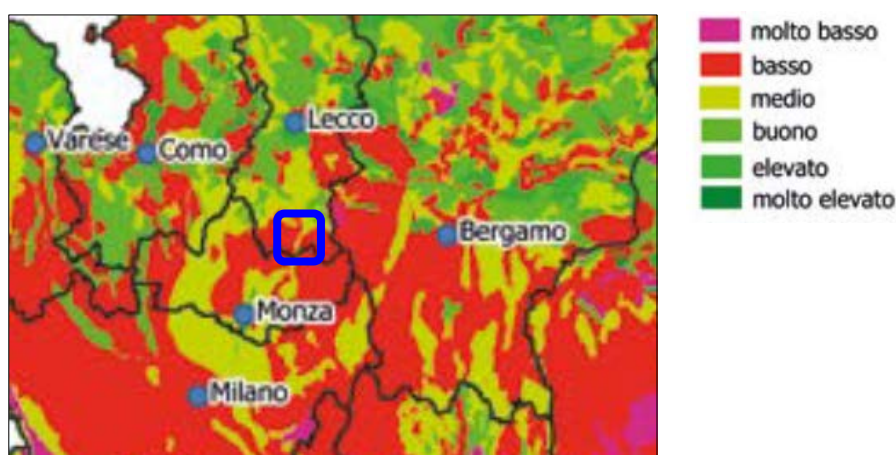 molto basso
basso
medio
buono
elevato
molto elevato
Varese
Como
Lecco
Bergamo
Monza
Milano